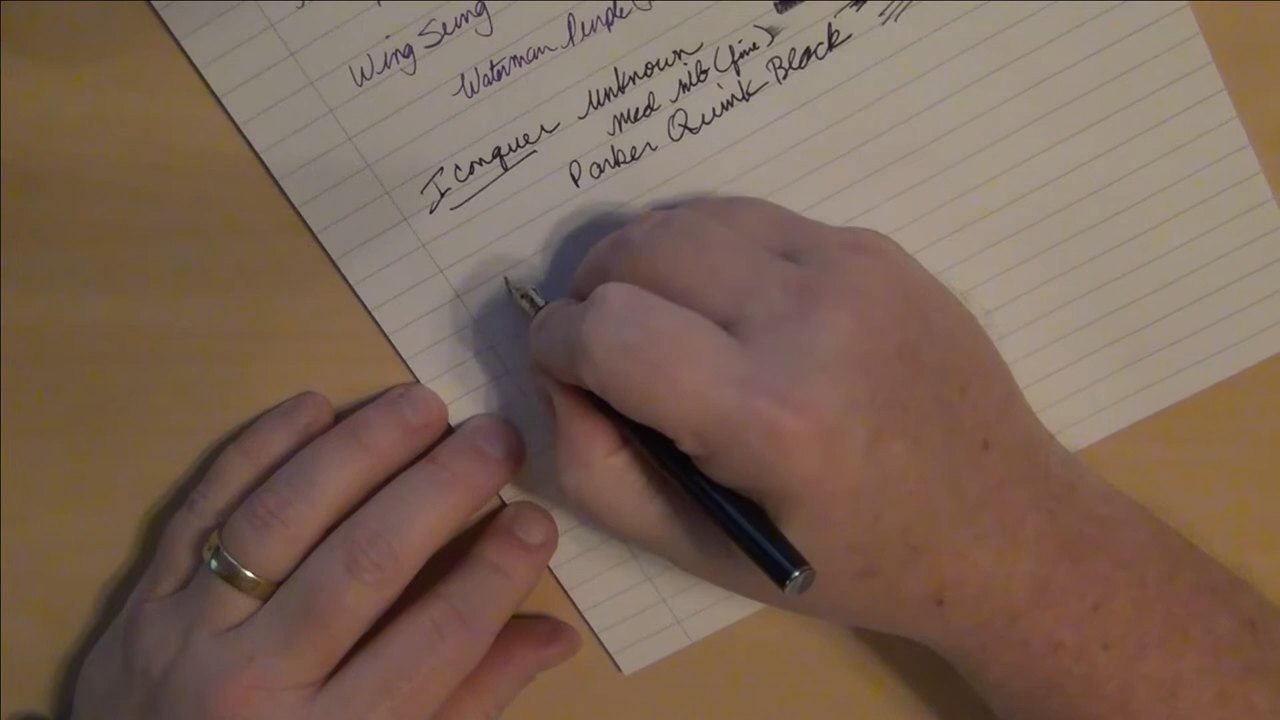 Wing Sung
Waterman Purple
I conquer unknown
med nib (fine)
Parker Quink Black